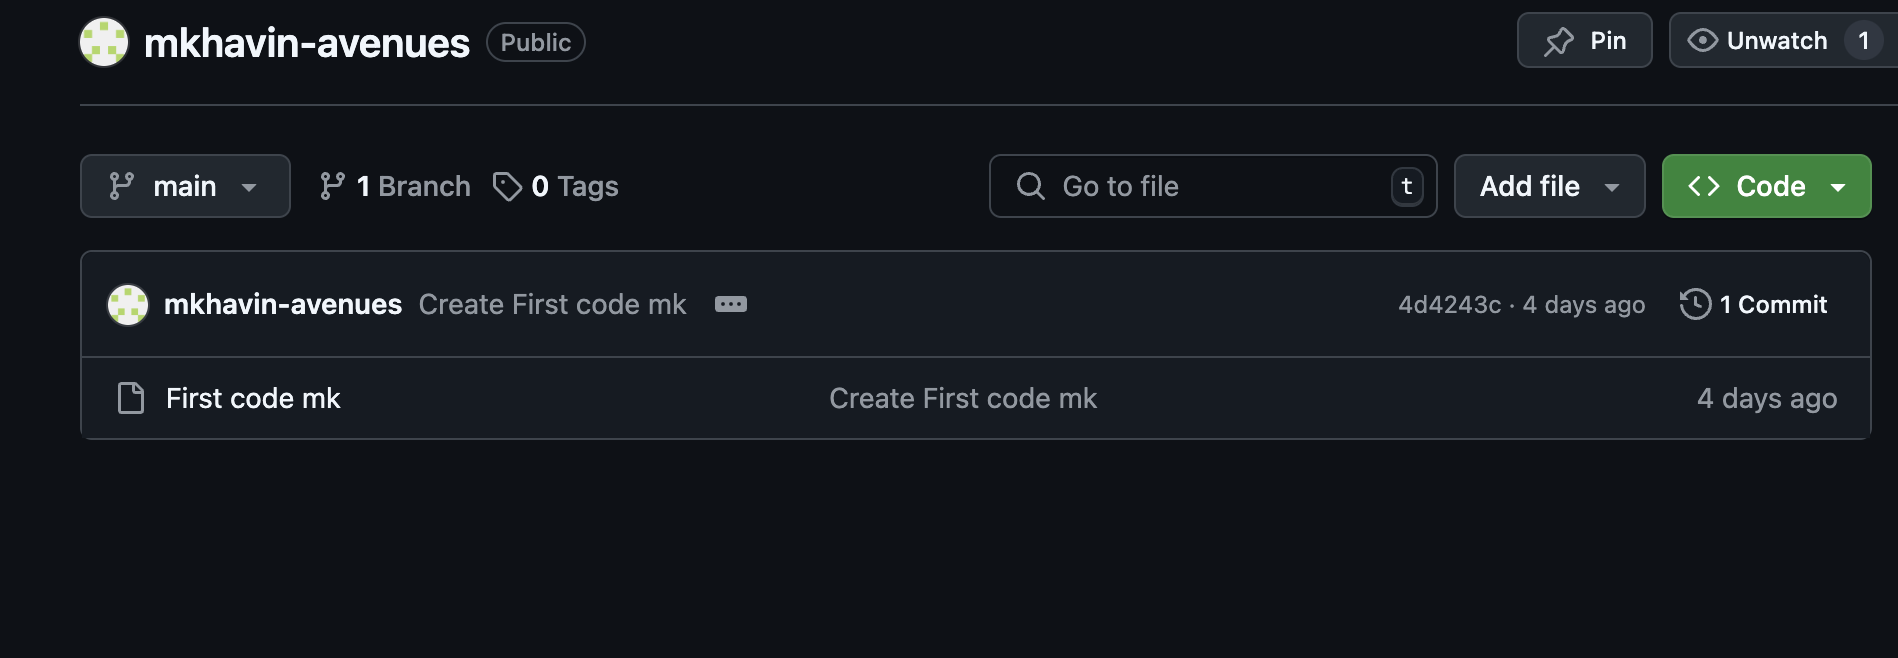 mkhavin-avenues Public Pin Unwatch 1
main 1 Branch 0 Tags Go to file t Add file Code
mkhavin-avenues Create First code mk 4d4243c · 4 days ago 1 Commit
First code mk Create First code mk 4 days ago